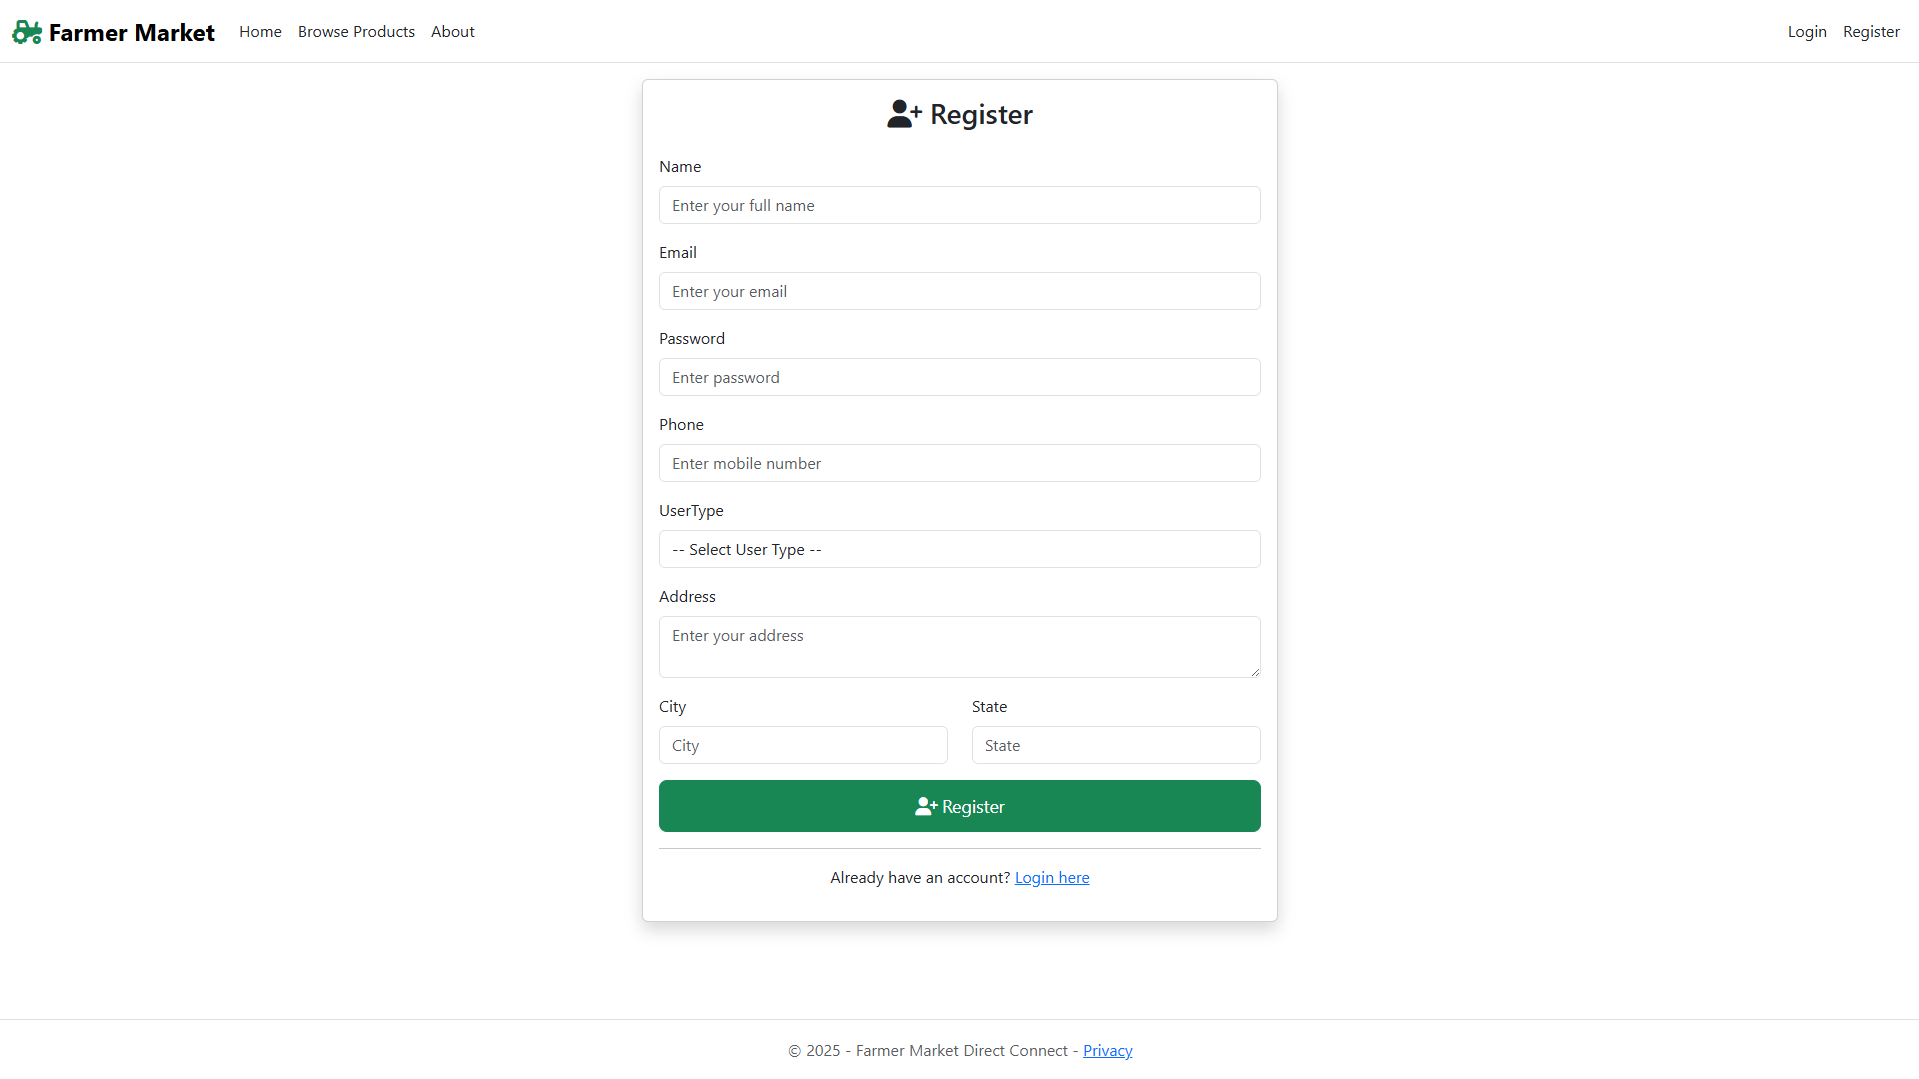 Farmer Market Home Browse Products About Login Register
Register
Name
Enter your full name
Email
Enter your email
Password
Enter password
Phone
Enter mobile number
UserType
-- Select User Type --
Address
Enter your address
City State
City State
Register
Already have an account? Login here
© 2025 - Farmer Market Direct Connect - Privacy